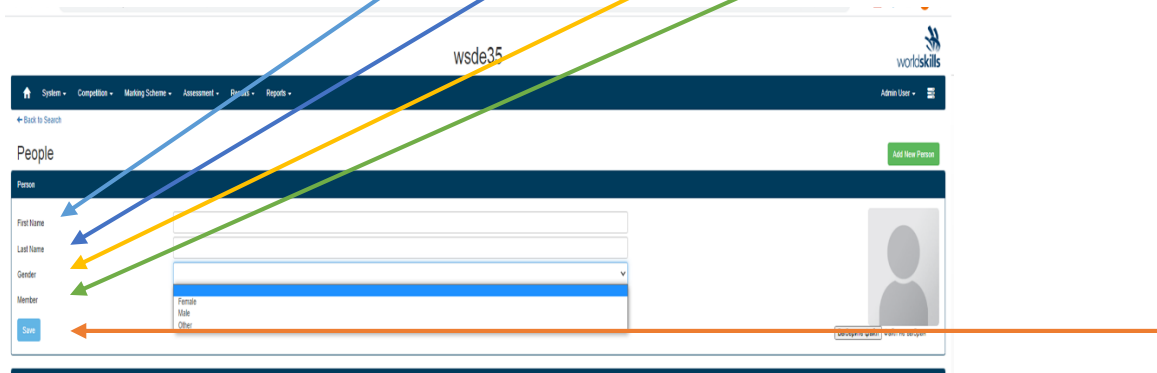 wsde35
worldskills
System Competition Marking Scheme Assessment Results Reports Admin User
Back to Search
People
Add New Person
Person
First Name
Last Name
Gender
Member
Female
Male
Other
Save